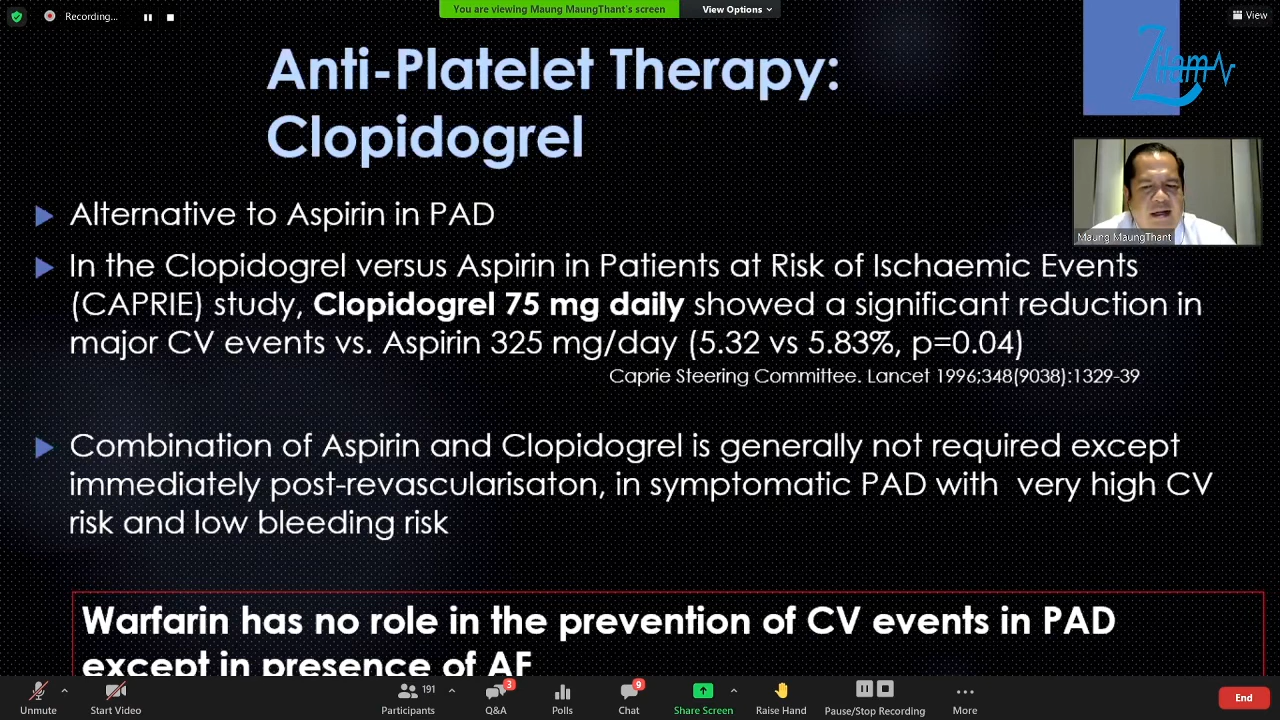 Recording...
You are viewing Maung MaungThant's screen
View Options
View
Anti-Platelet Therapy:
Clopidogrel
Maung MaungThant
Alternative to Aspirin in PAD
In the Clopidogrel versus Aspirin in Patients at Risk of Ischaemic Events
(CAPRIE) study, Clopidogrel 75 mg daily showed a significant reduction in
major CV events vs. Aspirin 325 mg/day (5.32 vs 5.83%, p=0.04)
Caprie Steering Committee. Lancet 1996;348(9038):1329-39
Combination of Aspirin and Clopidogrel is generally not required except
immediately post-revascularisaton, in symptomatic PAD with very high CV
risk and low bleeding risk
Warfarin has no role in the prevention of CV events in PAD
except in presence of AF
191
3
9
Unmute
Start Video
Participants
Q&A
Polls
Chat
Share Screen
Raise Hand
Pause/Stop Recording
More
End